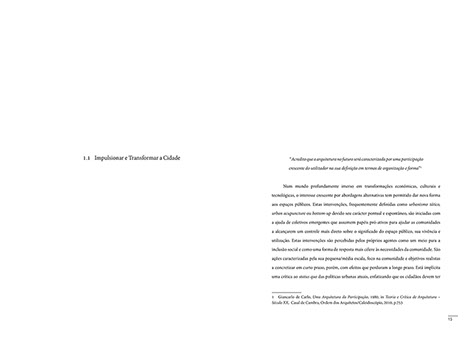 1.1 Impulsionar e Transformar a Cidade
“Acredito que a arquitetura no futuro será caracterizada por uma participação
crescente do utilizador na sua definição em termos de organização e forma”¹
Num mundo profundamente imerso em transformações económicas, culturais e
tecnológicas, o interesse crescente por abordagens alternativas tem permitido dar nova forma
aos espaços públicos. Estas intervenções, frequentemente definidas como urbanismo tático,
urban acupuncture ou bottom-up devido ao carácter pontual e espontâneo, são iniciadas com
a ajuda de coletivos emergentes que assumem papéis pró-ativos para ajudar as comunidades
a alcançarem um controlo mais direto sobre o significado do espaço público, sua vivência e
utilização. Estas intervenções são percebidas pelos próprios agentes como um meio para a
inclusão social e como uma forma de resposta mais célere às necessidades da comunidade. São
ações caracterizadas pela sua pequena/média escala, foco na comunidade e objetivos realistas
a concretizar em curto prazo, porém, com efeitos que perduram a longo prazo. Está implícita
uma crítica ao status quo das políticas urbanas atuais, enfatizando que os cidadãos devem ter
1 Giancarlo de Carlo, Uma Arquitetura da Participação, 1980, in Teoria e Crítica de Arquitetura –
Século XX, Casal de Cambra, Ordem dos Arquitetos/Caleidoscópio, 2010, p.753